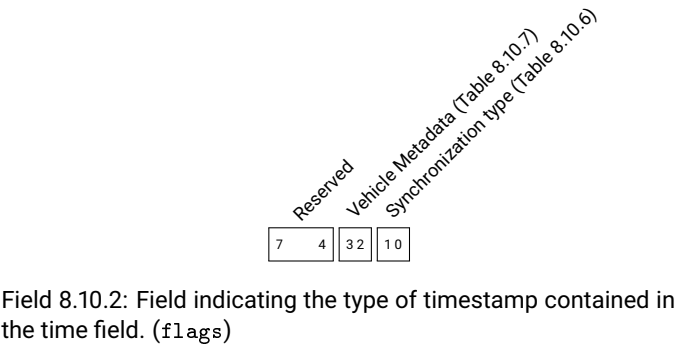 Reserved
Vehicle Metadata (Table 8.10.7)
Synchronization type (Table 8.10.6)
7 4 3 2 1 0
Field 8.10.2: Field indicating the type of timestamp contained in
the time field. (flags)